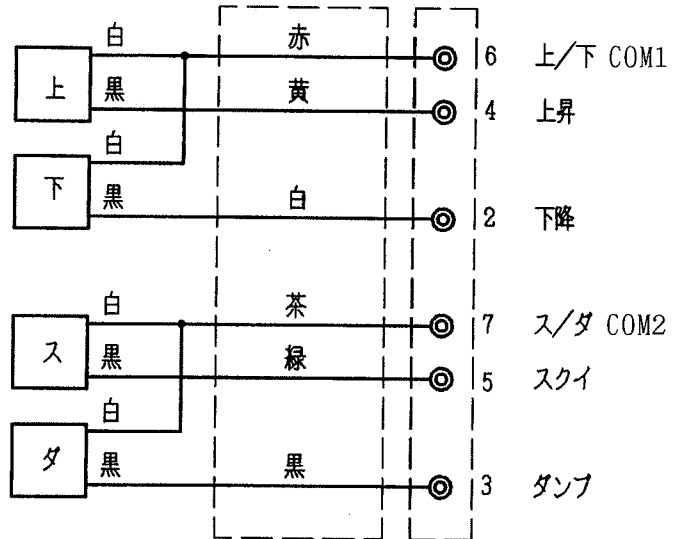 白 赤 6 上/下 COM1
上 黒 黄 4 上昇
白
下 黒 白 2 下降
白 茶 7 ス/ダ COM2
ス 黒 緑 5 スクイ
白
ダ 黒 黒 3 ダンプ